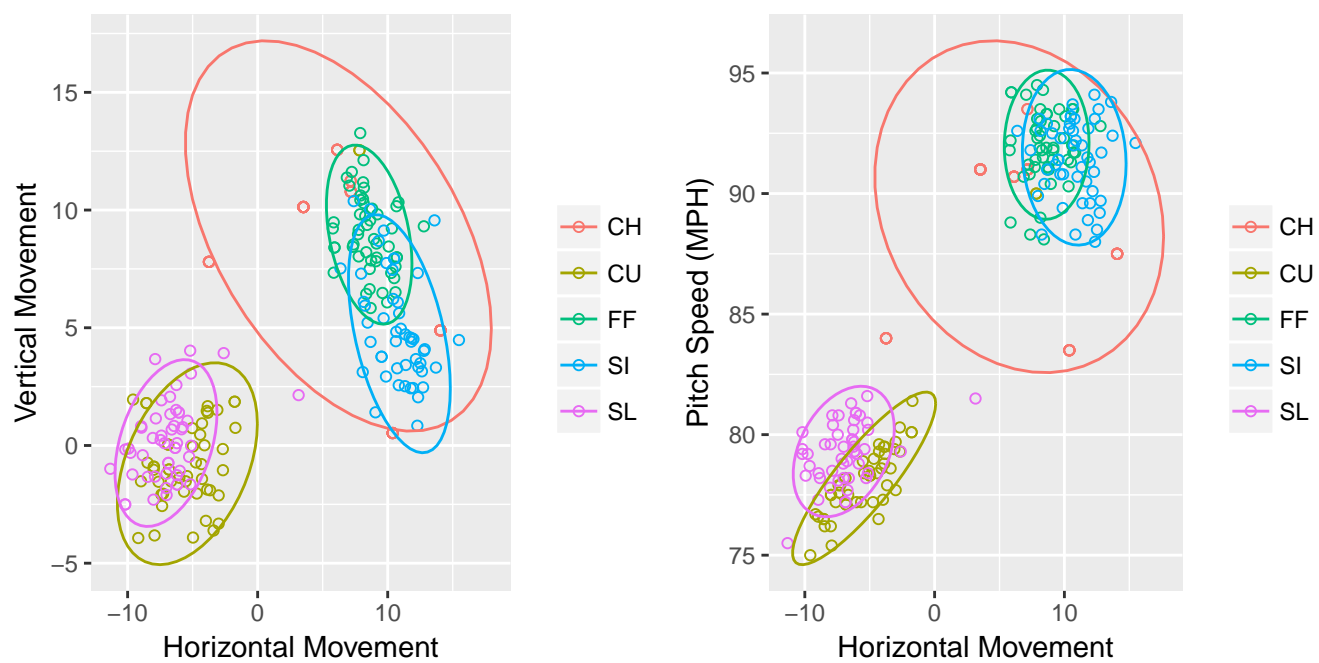 15
10
5
0
−5
−10
0
10
Vertical Movement
Horizontal Movement
CH
CU
FF
SI
SL
95
90
85
80
75
−10
0
10
Pitch Speed (MPH)
Horizontal Movement
CH
CU
FF
SI
SL